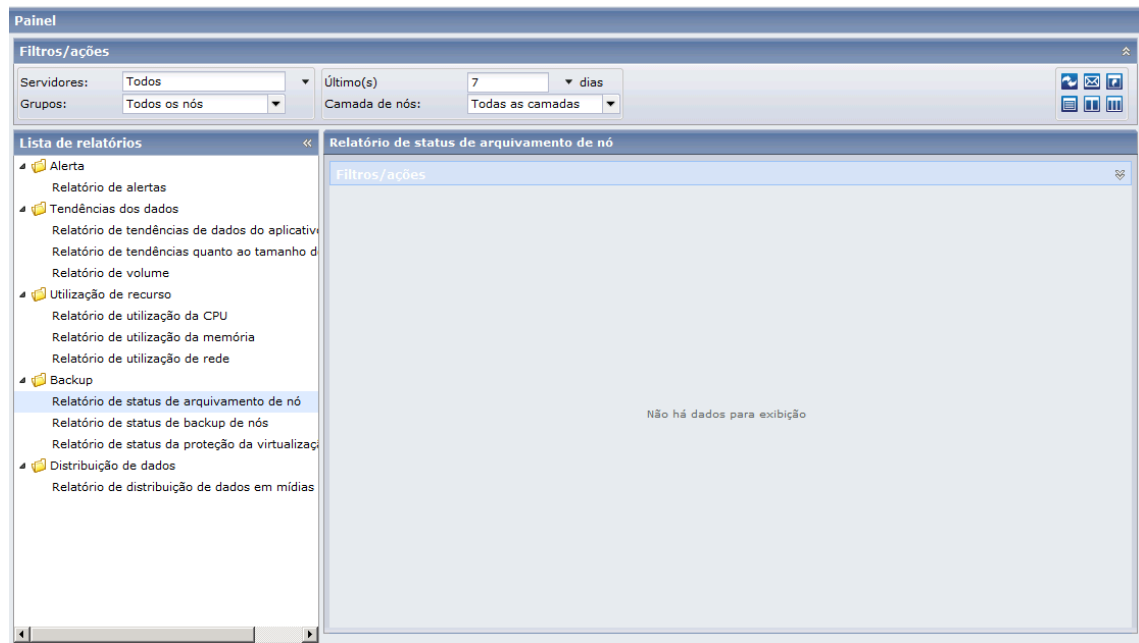 Painel
Filtros/ações
Servidores: Todos Último(s) 7 dias
Grupos: Todos os nós Camada de nós: Todas as camadas
Lista de relatórios
Alerta
Relatório de alertas
Tendências dos dados
Relatório de tendências de dados do aplicativo
Relatório de tendências quanto ao tamanho d
Relatório de volume
Utilização de recurso
Relatório de utilização da CPU
Relatório de utilização da memória
Relatório de utilização de rede
Backup
Relatório de status de arquivamento de nó
Relatório de status de backup de nós
Relatório de status da proteção da virtualizaç
Distribuição de dados
Relatório de distribuição de dados em mídias
Relatório de status de arquivamento de nó
Filtros/ações
Não há dados para exibição